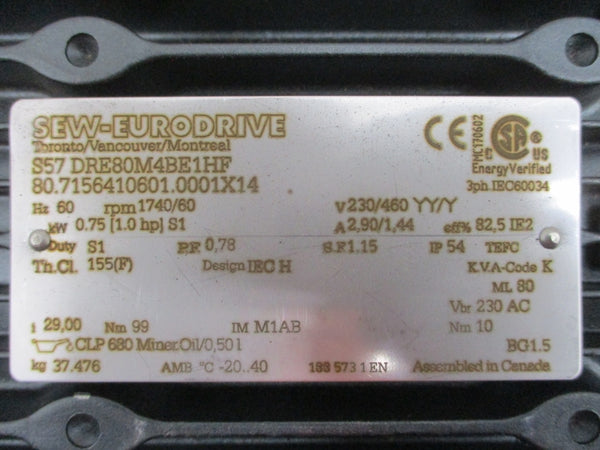 SEW-EURODRIVE
Toronto/Vancouver/Montreal
S57 DRE80M4BE1HF
80.7156410601.0001X14
CE
MC170602
SA
C US
Energy Verified
3ph. IEC60034
Hz 60 rpm 1740/60 V 230/460 YY/Y
kW 0.75 [1.0 hp] S1 A 2,90/1,44 eff% 82,5 IE2
Duty S1 P.F. 0,78 S.F. 1.15 IP 54 TEFC
Th.Cl. 155(F) Design IEC H K.V.A-Code K
ML 80
Vbr 230 AC
i 29,00 Nm 99 IM M1AB Nm 10
CLP 680 Miner.Oil/0,50 l BG1.5
kg 37.476 AMB °C -20..40 188 573 1 EN Assembled in Canada